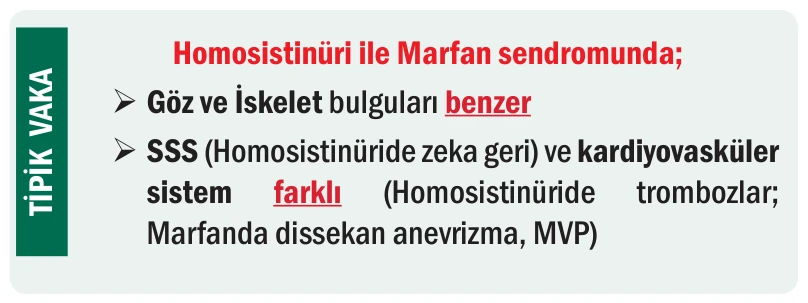 TİPİK VAKA
Homosistinüri ile Marfan sendromunda;
➢ Göz ve İskelet bulguları benzer
➢ SSS (Homosistinüride zeka geri) ve kardiyovasküler
sistem farklı (Homosistinüride trombozlar;
Marfanda dissekan anevrizma, MVP)